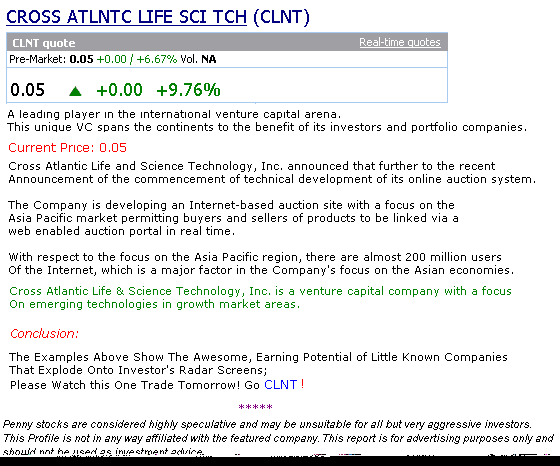 CROSS ATLNTC LIFE SCI TCH (CLNT)
CLNT quote Real-time quotes
Pre-Market: 0.05 +0.00 / +6.67% Vol. NA
0.05 ▲ +0.00 +9.76%
A leading player in the international venture capital arena.
This unique VC spans the continents to the benefit of its investors and portfolio companies.
Current Price: 0.05
Cross Atlantic Life and Science Technology, Inc. announced that further to the recent
Announcement of the commencement of technical development of its online auction system.
The Company is developing an Internet-based auction site with a focus on the
Asia Pacific market permitting buyers and sellers of products to be linked via a
web enabled auction portal in real time.
With respect to the focus on the Asia Pacific region, there are almost 200 million users
Of the Internet, which is a major factor in the Company's focus on the Asian economies.
Cross Atlantic Life & Science Technology, Inc. is a venture capital company with a focus
On emerging technologies in growth market areas.
Conclusion:
The Examples Above Show The Awesome, Earning Potential of Little Known Companies
That Explode Onto Investor's Radar Screens;
Please Watch this One Trade Tomorrow! Go CLNT !
*****
Penny stocks are considered highly speculative and may be unsuitable for all but very aggressive investors.
This Profile is not in any way affiliated with the featured company. This report is for advertising purposes only and
should not be used as investment advice.